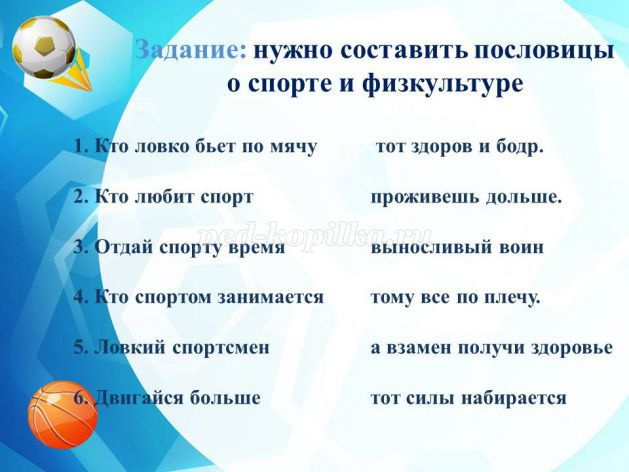 Задание: нужно составить пословицы
о спорте и физкультуре
1. Кто ловко бьет по мячу тот здоров и бодр.
2. Кто любит спорт проживешь дольше.
ped-kopilka.ru
3. Отдай спорту время выносливый воин
4. Кто спортом занимается тому все по плечу.
5. Ловкий спортсмен а взамен получи здоровье
6. Двигайся больше тот силы набирается